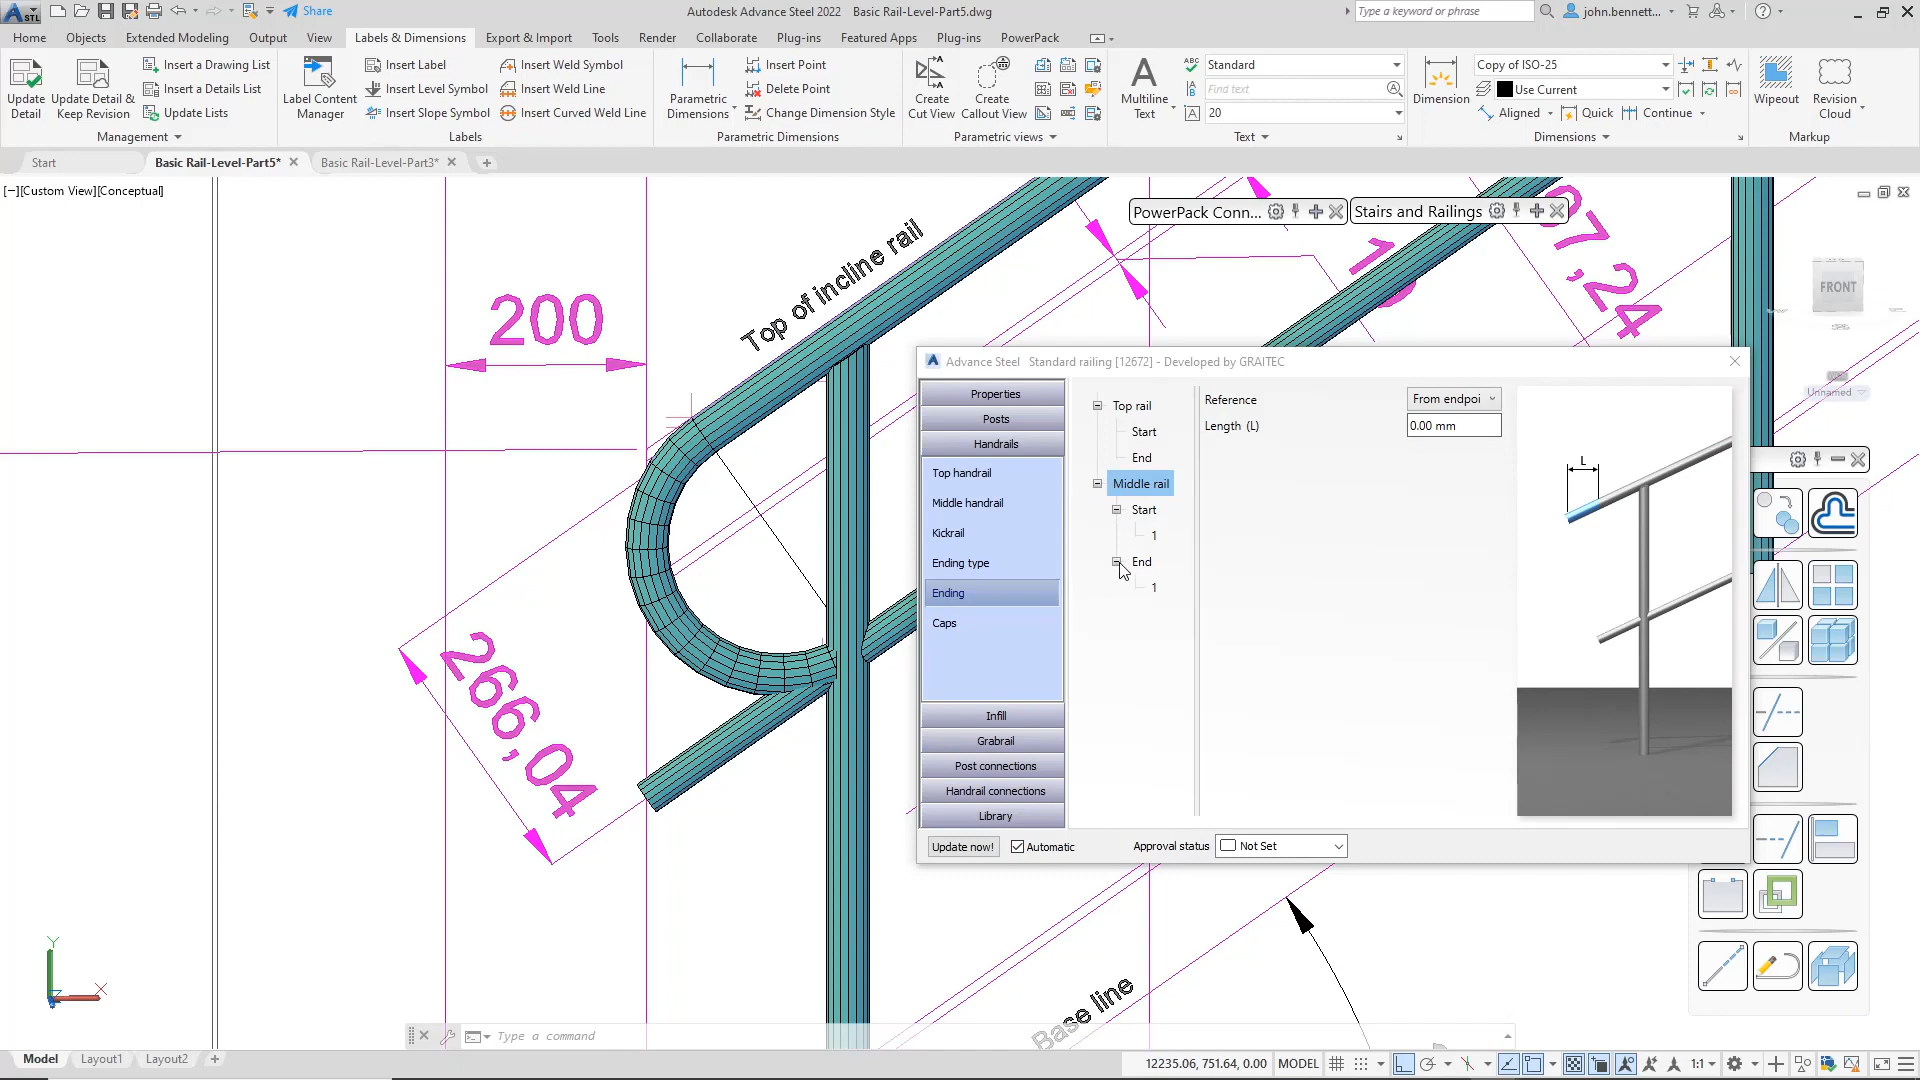 STL
Share
Autodesk Advance Steel 2022 Basic Rail-Level-Part5.dwg
Type a keyword or phrase
john.bennett...
Home Objects Extended Modeling Output View Labels & Dimensions Export & Import Tools Render Collaborate Plug-ins Featured Apps Plug-ins PowerPack
Update Detail
Update Detail & Keep Revision
Insert a Drawing List
Insert a Details List
Update Lists
Management
Label Content Manager
Insert Label
Insert Level Symbol
Insert Slope Symbol
Insert Weld Symbol
Insert Weld Line
Insert Curved Weld Line
Labels
Parametric Dimensions
Insert Point
Delete Point
Change Dimension Style
Parametric Dimensions
Create Cut View
Create Callout View
Parametric views
Multiline Text
ABC
Standard
Find text
20
Text
Dimension
Copy of ISO-25
Use Current
Aligned Quick Continue
Dimensions
Wipeout
Revision Cloud
Markup
Start
Basic Rail-Level-Part5*
Basic Rail-Level-Part3*
[−][Custom View][Conceptual]
PowerPack Conn...
Stairs and Railings
FRONT
Unnamed
200
Top of incline rail
266,04
Base line
Advance Steel Standard railing [12672] - Developed by GRAITEC
Properties
Posts
Handrails
Top handrail
Middle handrail
Kickrail
Ending type
Ending
Caps
Infill
Grabrail
Post connections
Handrail connections
Library
Top rail
Start
End
Middle rail
Start
1
End
1
Reference From endpoi
Length (L) 0.00 mm
L
Update now! Automatic
Approval status Not Set
Type a command
Y
X
Model Layout1 Layout2
12235.06, 751.64, 0.00 MODEL
1:1